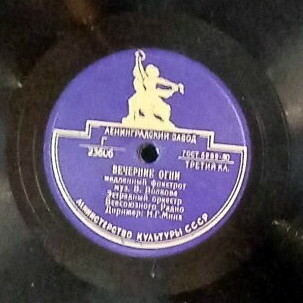 ЛЕНИНГРАДСКИЙ ЗАВОД
Г
23606
ГОСТ 5289-50
ТРЕТИЙ КЛ.
ВЕЧЕРНИЕ ОГНИ
медленный фокстрот
муз. В. Волкова
Эстрадный оркестр
Всесоюзного Радио
Дирижер: Н.Г. Минх
МИНИСТЕРСТВО КУЛЬТУРЫ СССР